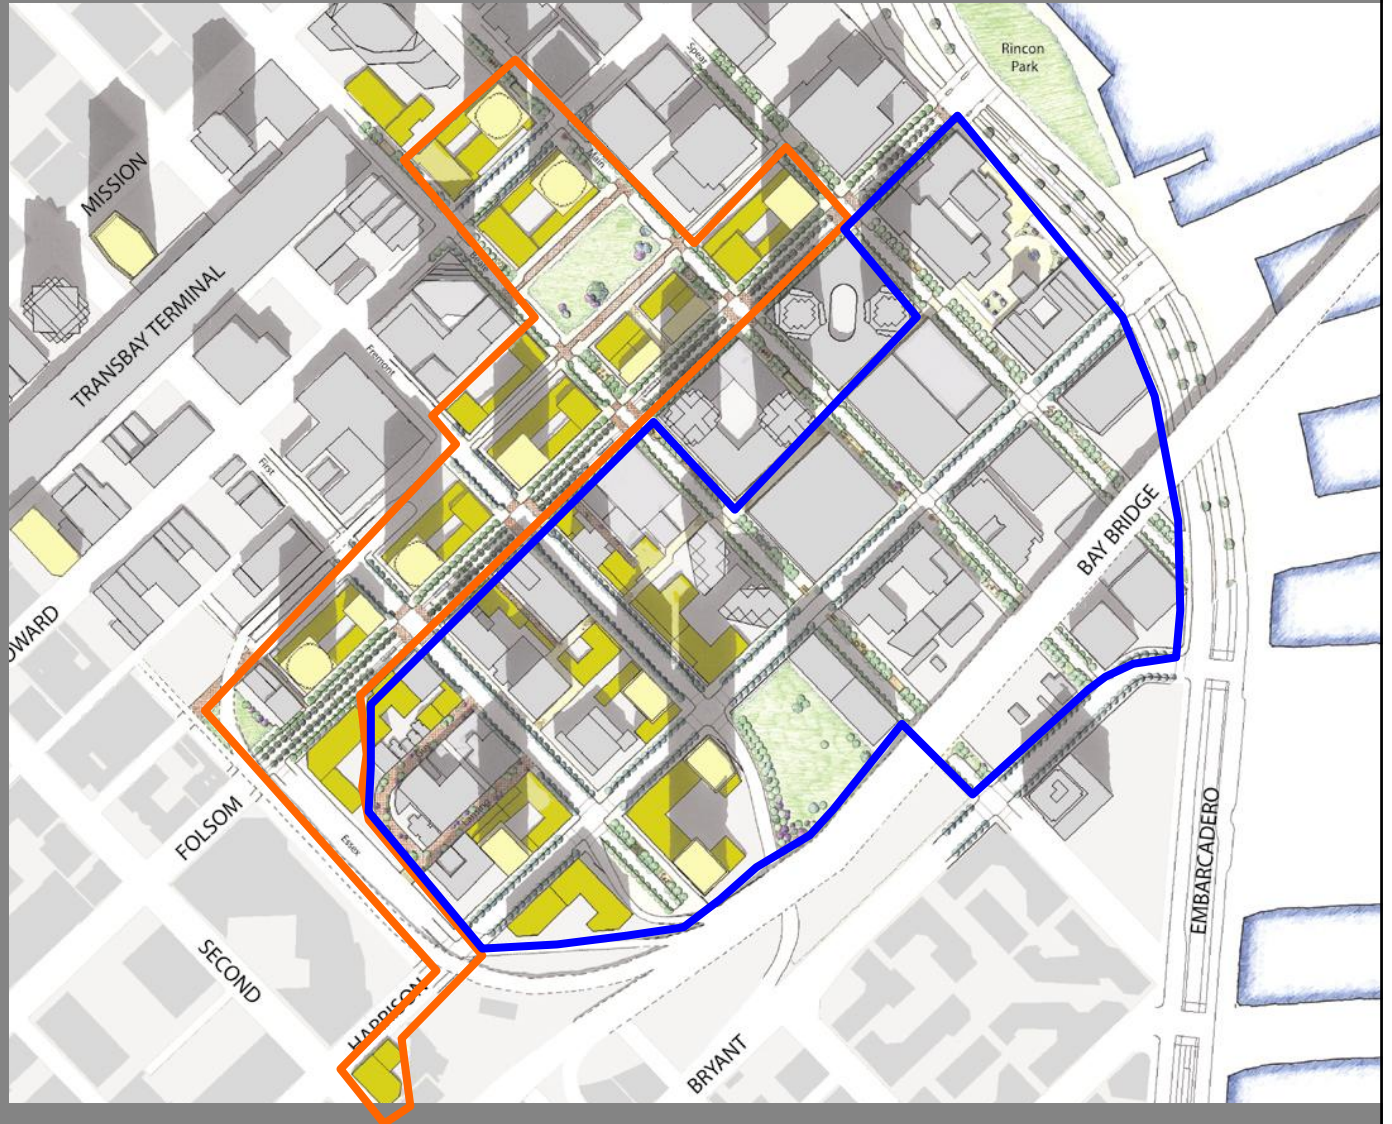 Rincon
Park
Spear
MISSION
Main
Beale
TRANSBAY TERMINAL
Fremont
First
BAY BRIDGE
OWARD
FOLSOM
Essex
EMBARCADERO
SECOND
HARRISON
BRYANT